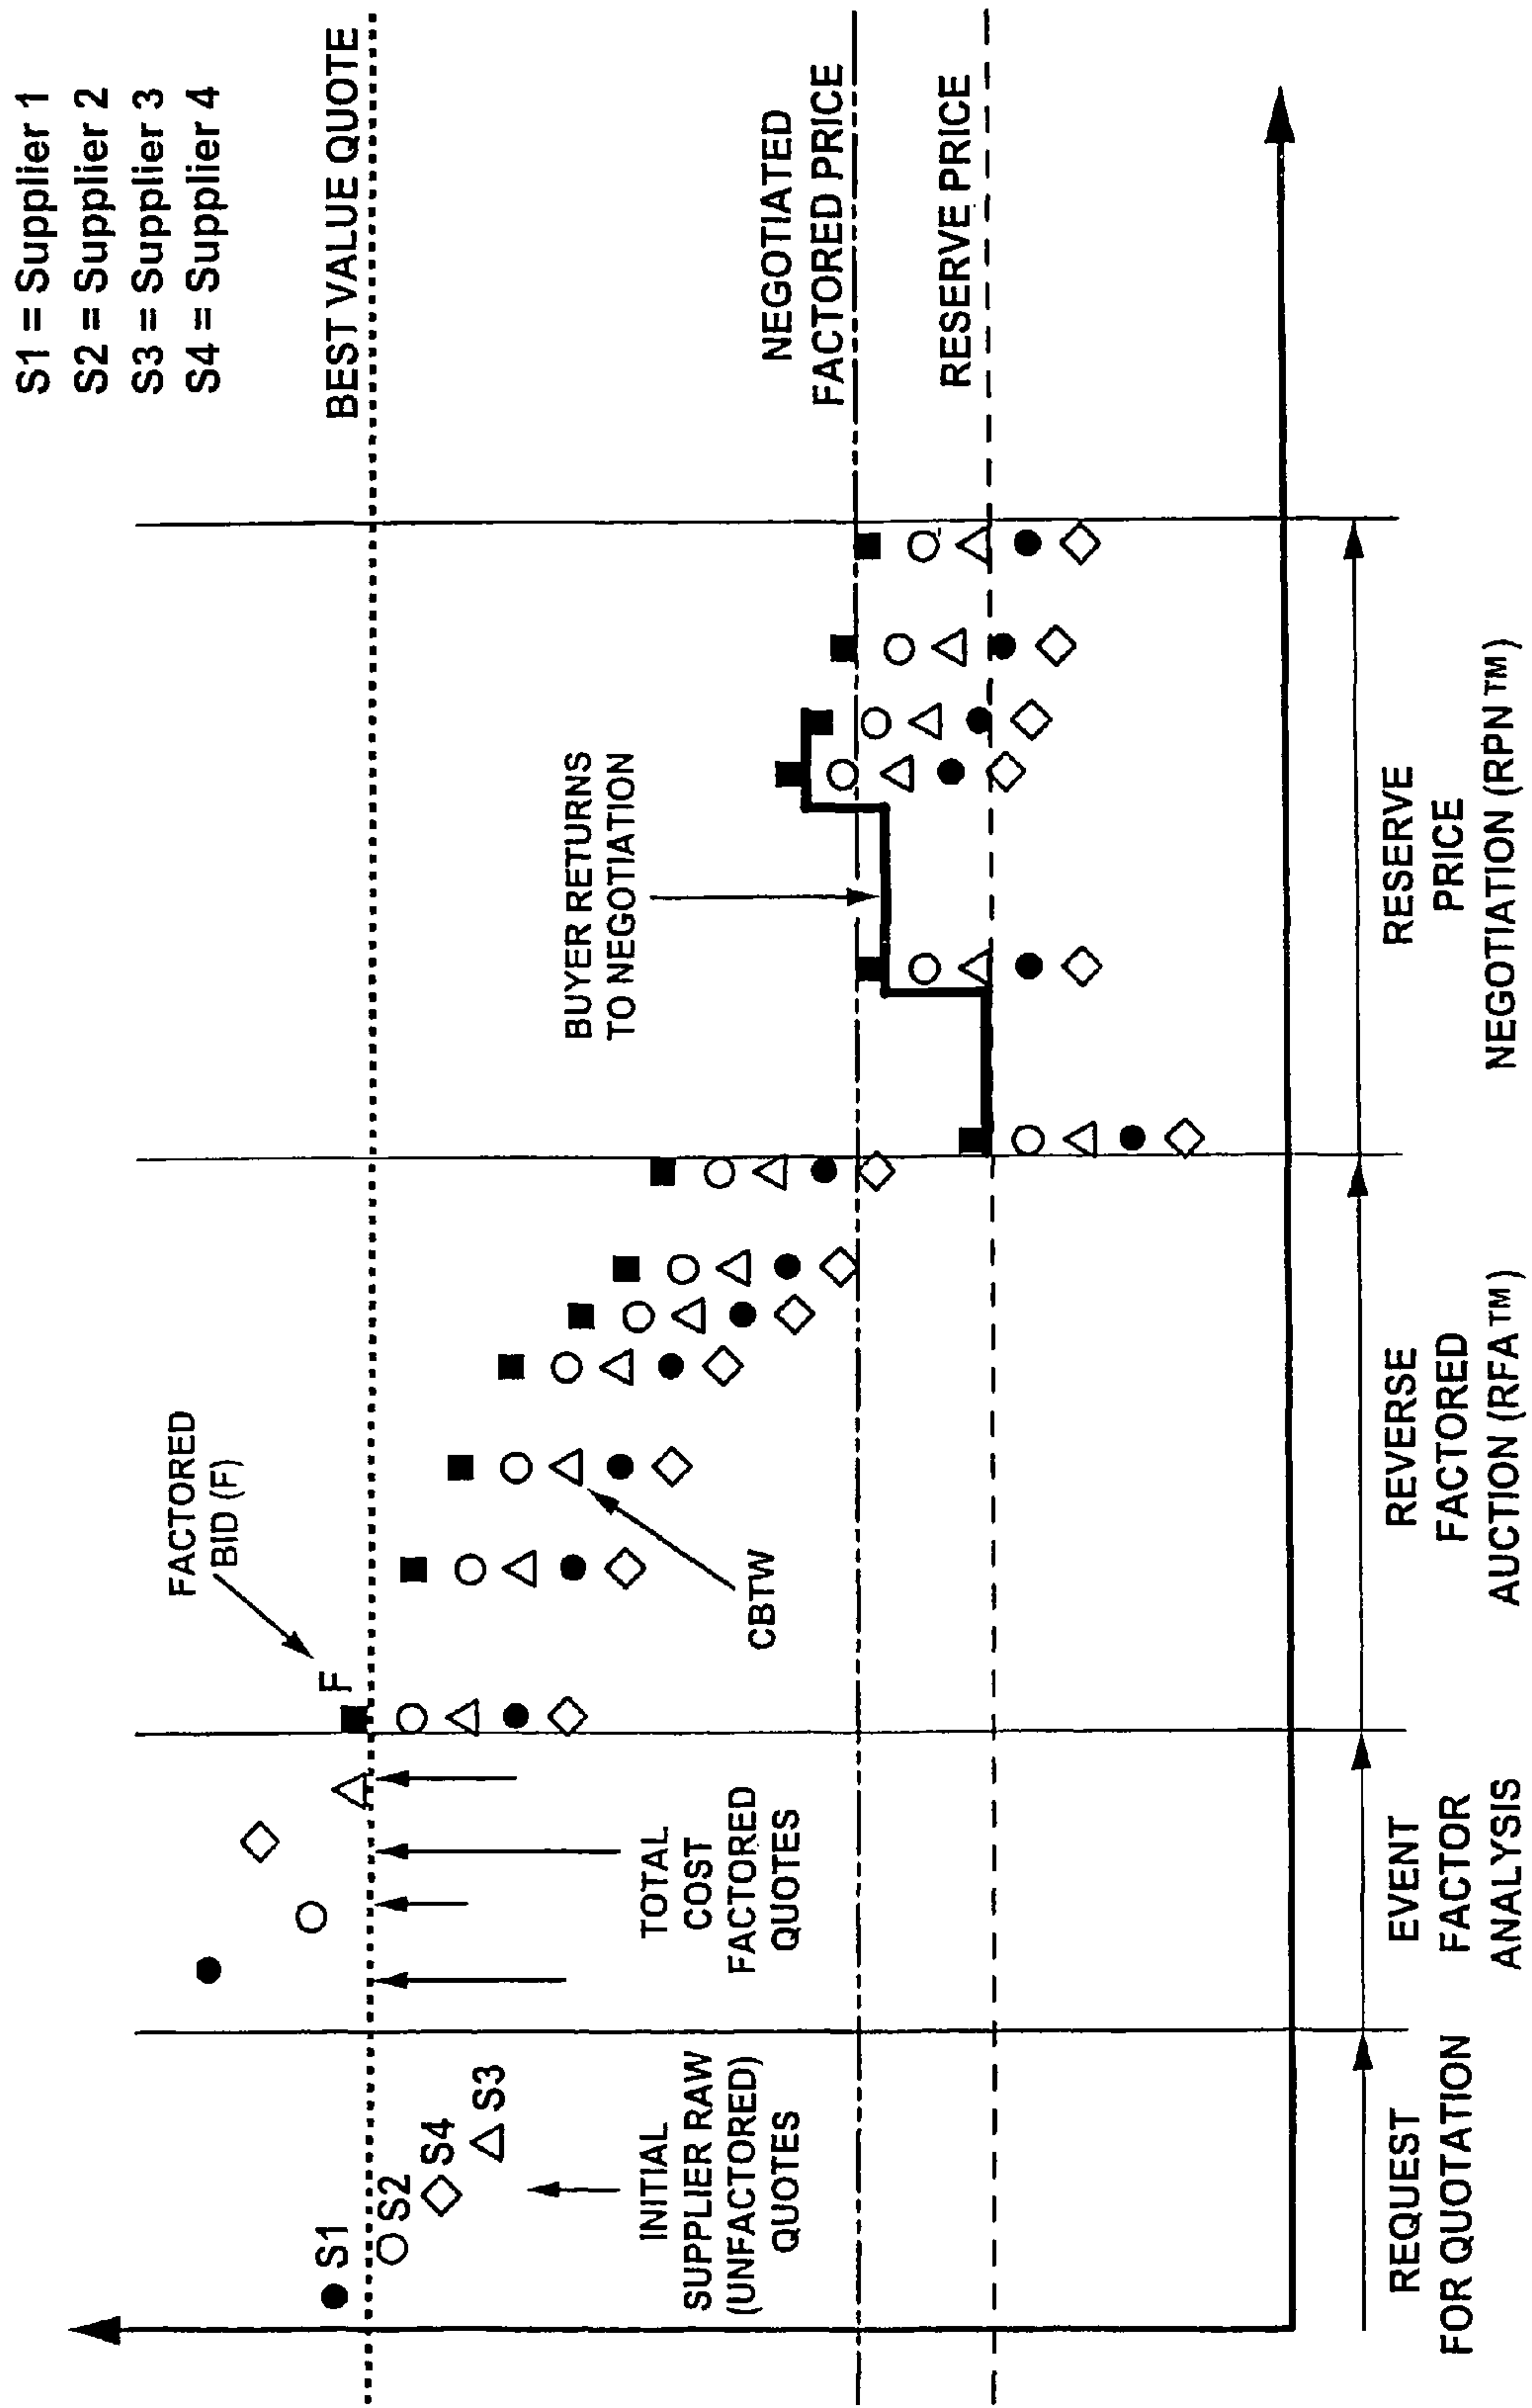 S1 = Supplier 1
S2 = Supplier 2
S3 = Supplier 3
S4 = Supplier 4
BEST VALUE QUOTE
FACTORED
BID (F)
F
S1
S2
S4
S3
INITIAL
SUPPLIER RAW
(UNFACTORED)
QUOTES
TOTAL
COST
FACTORED
QUOTES
CBTW
BUYER RETURNS
TO NEGOTIATION
NEGOTIATED
FACTORED PRICE
RESERVE PRICE
REQUEST
FOR QUOTATION
EVENT
FACTOR
ANALYSIS
REVERSE
FACTORED
AUCTION (RFA™)
RESERVE
PRICE
NEGOTIATION (RPN™)